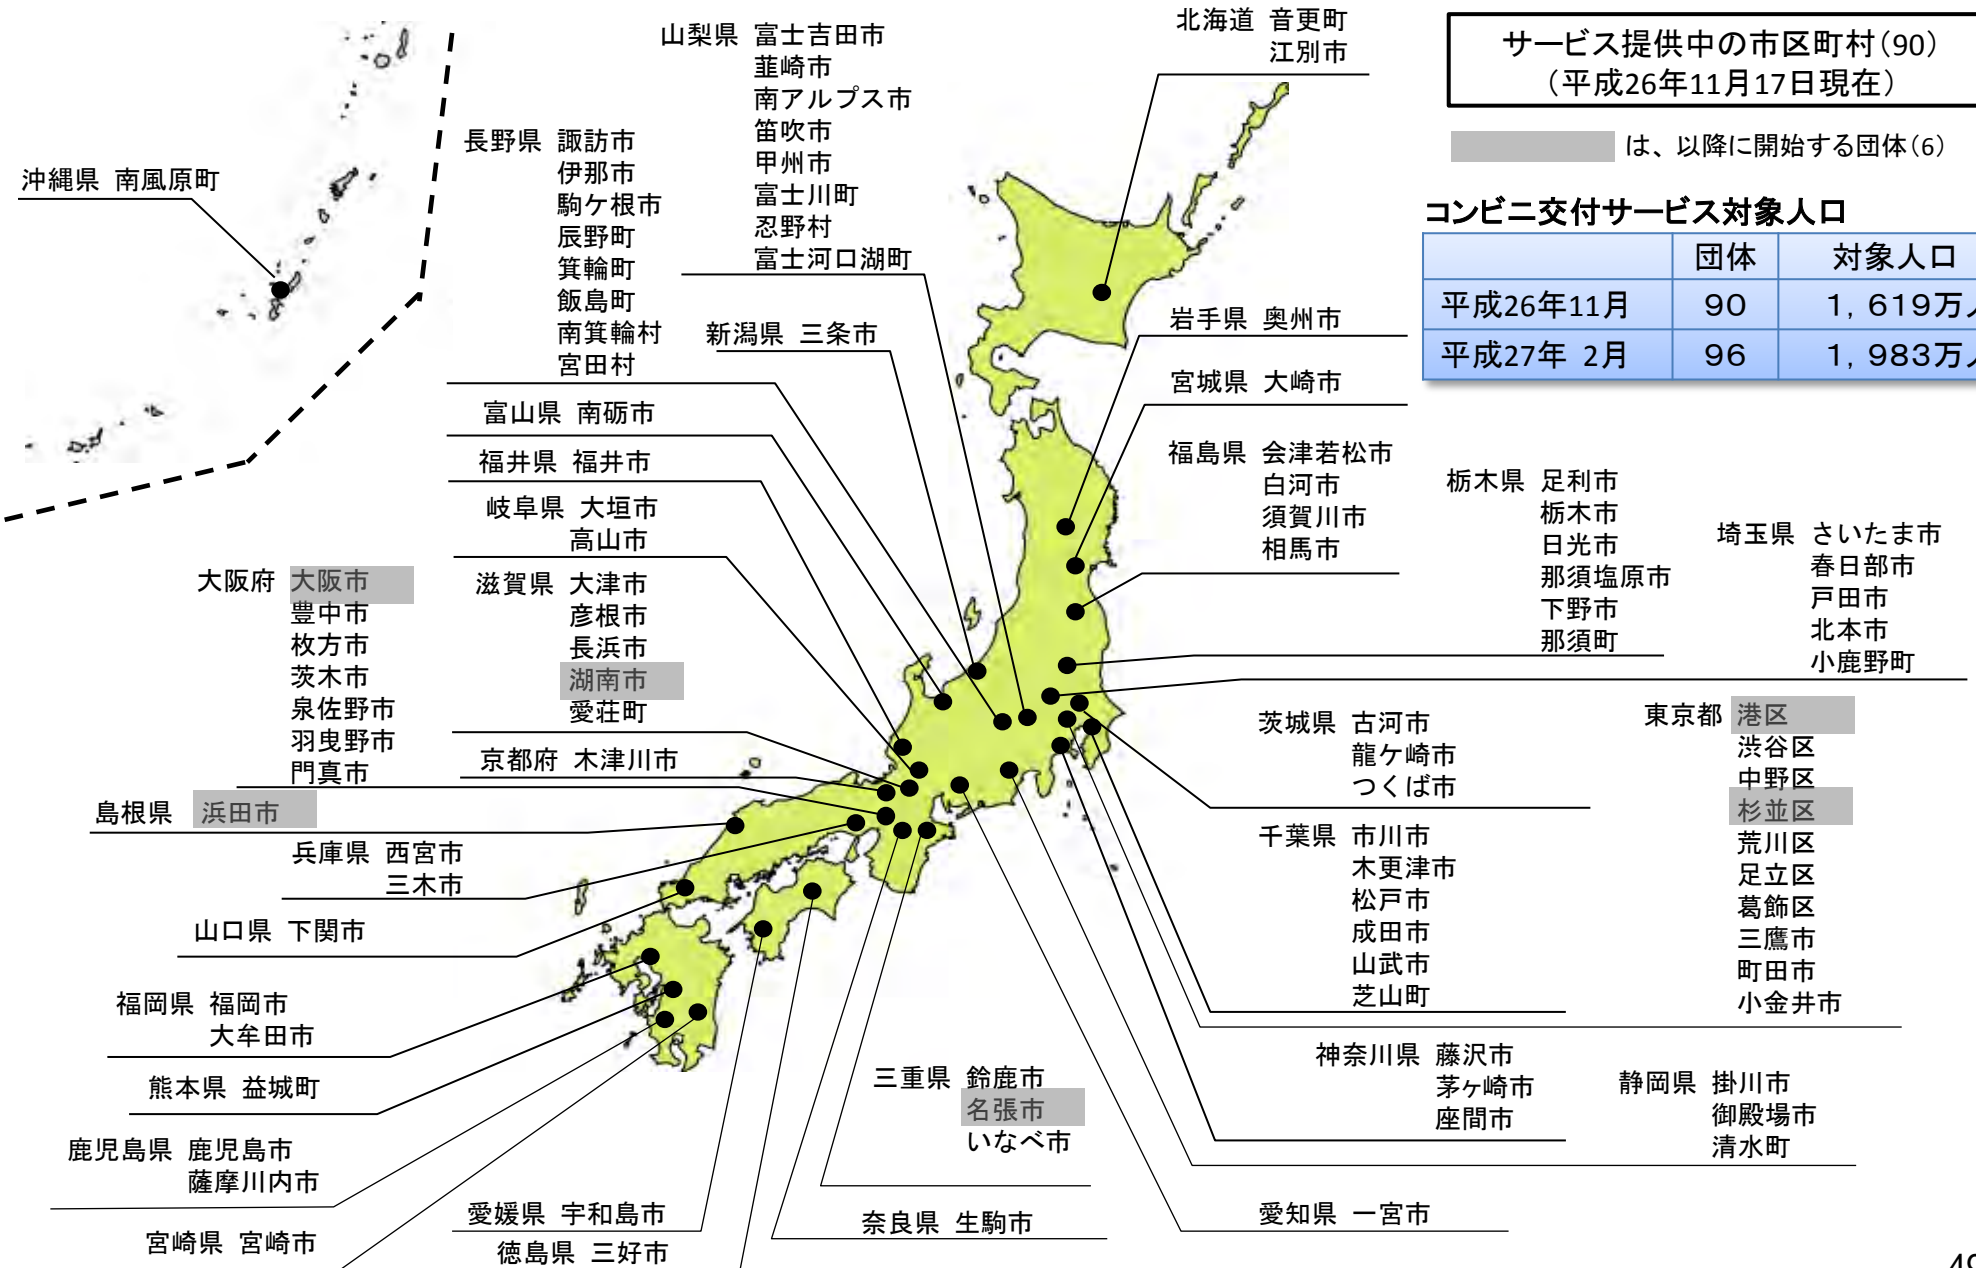 北海道 音更町
江別市
サービス提供中の市区町村(90)
(平成26年11月17日現在)
は、以降に開始する団体(6)
コンビニ交付サービス対象人口
団体 対象人口
平成26年11月 90 1,619万
平成27年 2月 96 1,983万
山梨県 富士吉田市
韮崎市
南アルプス市
笛吹市
甲州市
富士川町
忍野村
富士河口湖町
長野県 諏訪市
伊那市
駒ケ根市
辰野町
箕輪町
飯島町
南箕輪村
宮田村
沖縄県 南風原町
新潟県 三条市
岩手県 奥州市
宮城県 大崎市
富山県 南砺市
福井県 福井市
岐阜県 大垣市
高山市
福島県 会津若松市
白河市
須賀川市
相馬市
栃木県 足利市
栃木市
日光市
那須塩原市
下野市
那須町
埼玉県 さいたま市
春日部市
戸田市
北本市
小鹿野町
大阪府 大阪市
豊中市
枚方市
茨木市
泉佐野市
羽曳野市
門真市
滋賀県 大津市
彦根市
長浜市
湖南市
愛荘町
京都府 木津川市
島根県 浜田市
兵庫県 西宮市
三木市
山口県 下関市
福岡県 福岡市
大牟田市
熊本県 益城町
鹿児島県 鹿児島市
薩摩川内市
宮崎県 宮崎市
茨城県 古河市
龍ケ崎市
つくば市
東京都 港区
渋谷区
中野区
杉並区
荒川区
足立区
葛飾区
三鷹市
町田市
小金井市
千葉県 市川市
木更津市
松戸市
成田市
山武市
芝山町
神奈川県 藤沢市
茅ヶ崎市
座間市
静岡県 掛川市
御殿場市
清水町
三重県 鈴鹿市
名張市
いなべ市
愛媛県 宇和島市
徳島県 三好市
奈良県 生駒市
愛知県 一宮市